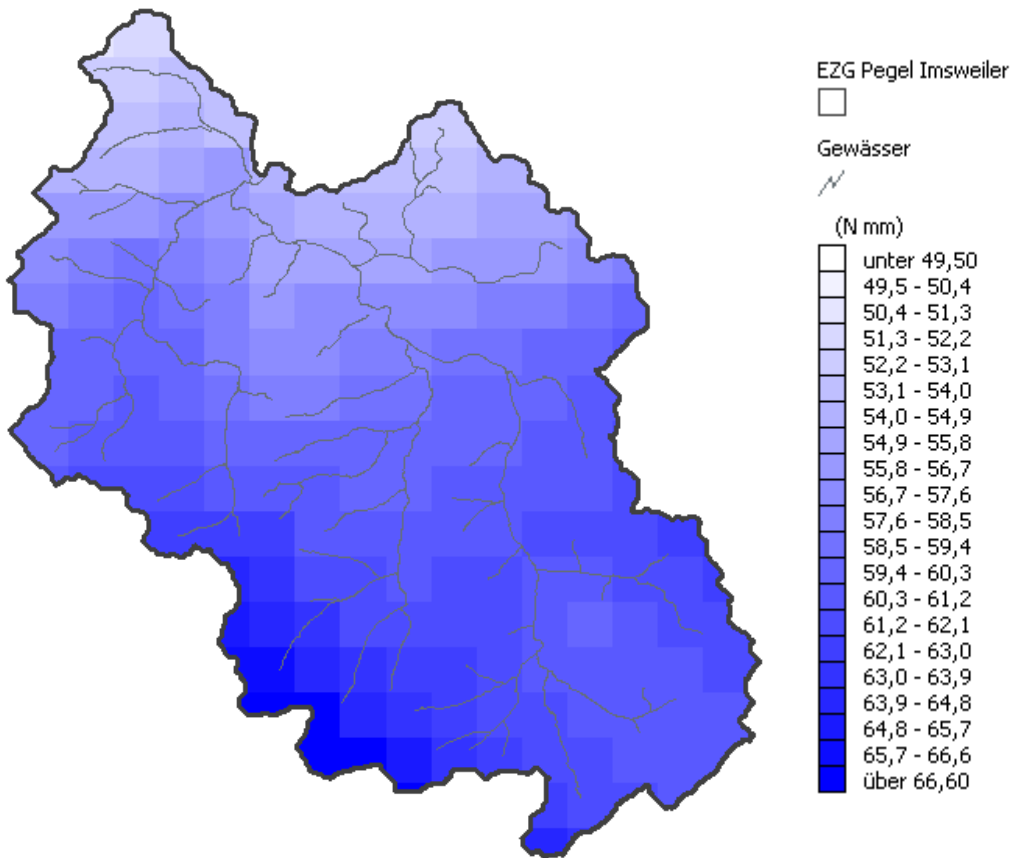 EZG Pegel Imsweiler
Gewässer
(N mm)
unter 49,50
49,5 - 50,4
50,4 - 51,3
51,3 - 52,2
52,2 - 53,1
53,1 - 54,0
54,0 - 54,9
54,9 - 55,8
55,8 - 56,7
56,7 - 57,6
57,6 - 58,5
58,5 - 59,4
59,4 - 60,3
60,3 - 61,2
61,2 - 62,1
62,1 - 63,0
63,0 - 63,9
63,9 - 64,8
64,8 - 65,7
65,7 - 66,6
über 66,60